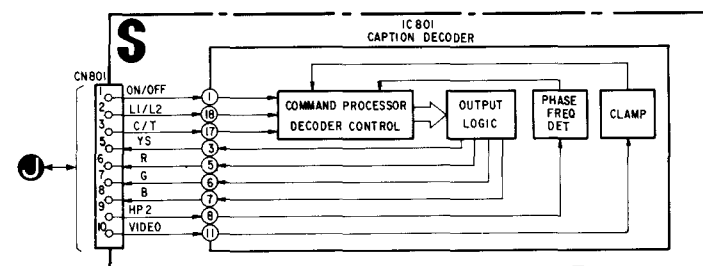 S
IC 801
CAPTION DECODER
CN801
1 ON/OFF 1
2 L1/L2 18
3 C/T 17
5 YS 3
6 R 5
7 G 6
8 B 7
9 HP2 8
10 VIDEO 11
COMMAND PROCESSOR
DECODER CONTROL
OUTPUT
LOGIC
PHASE
FREQ
DET
CLAMP
J